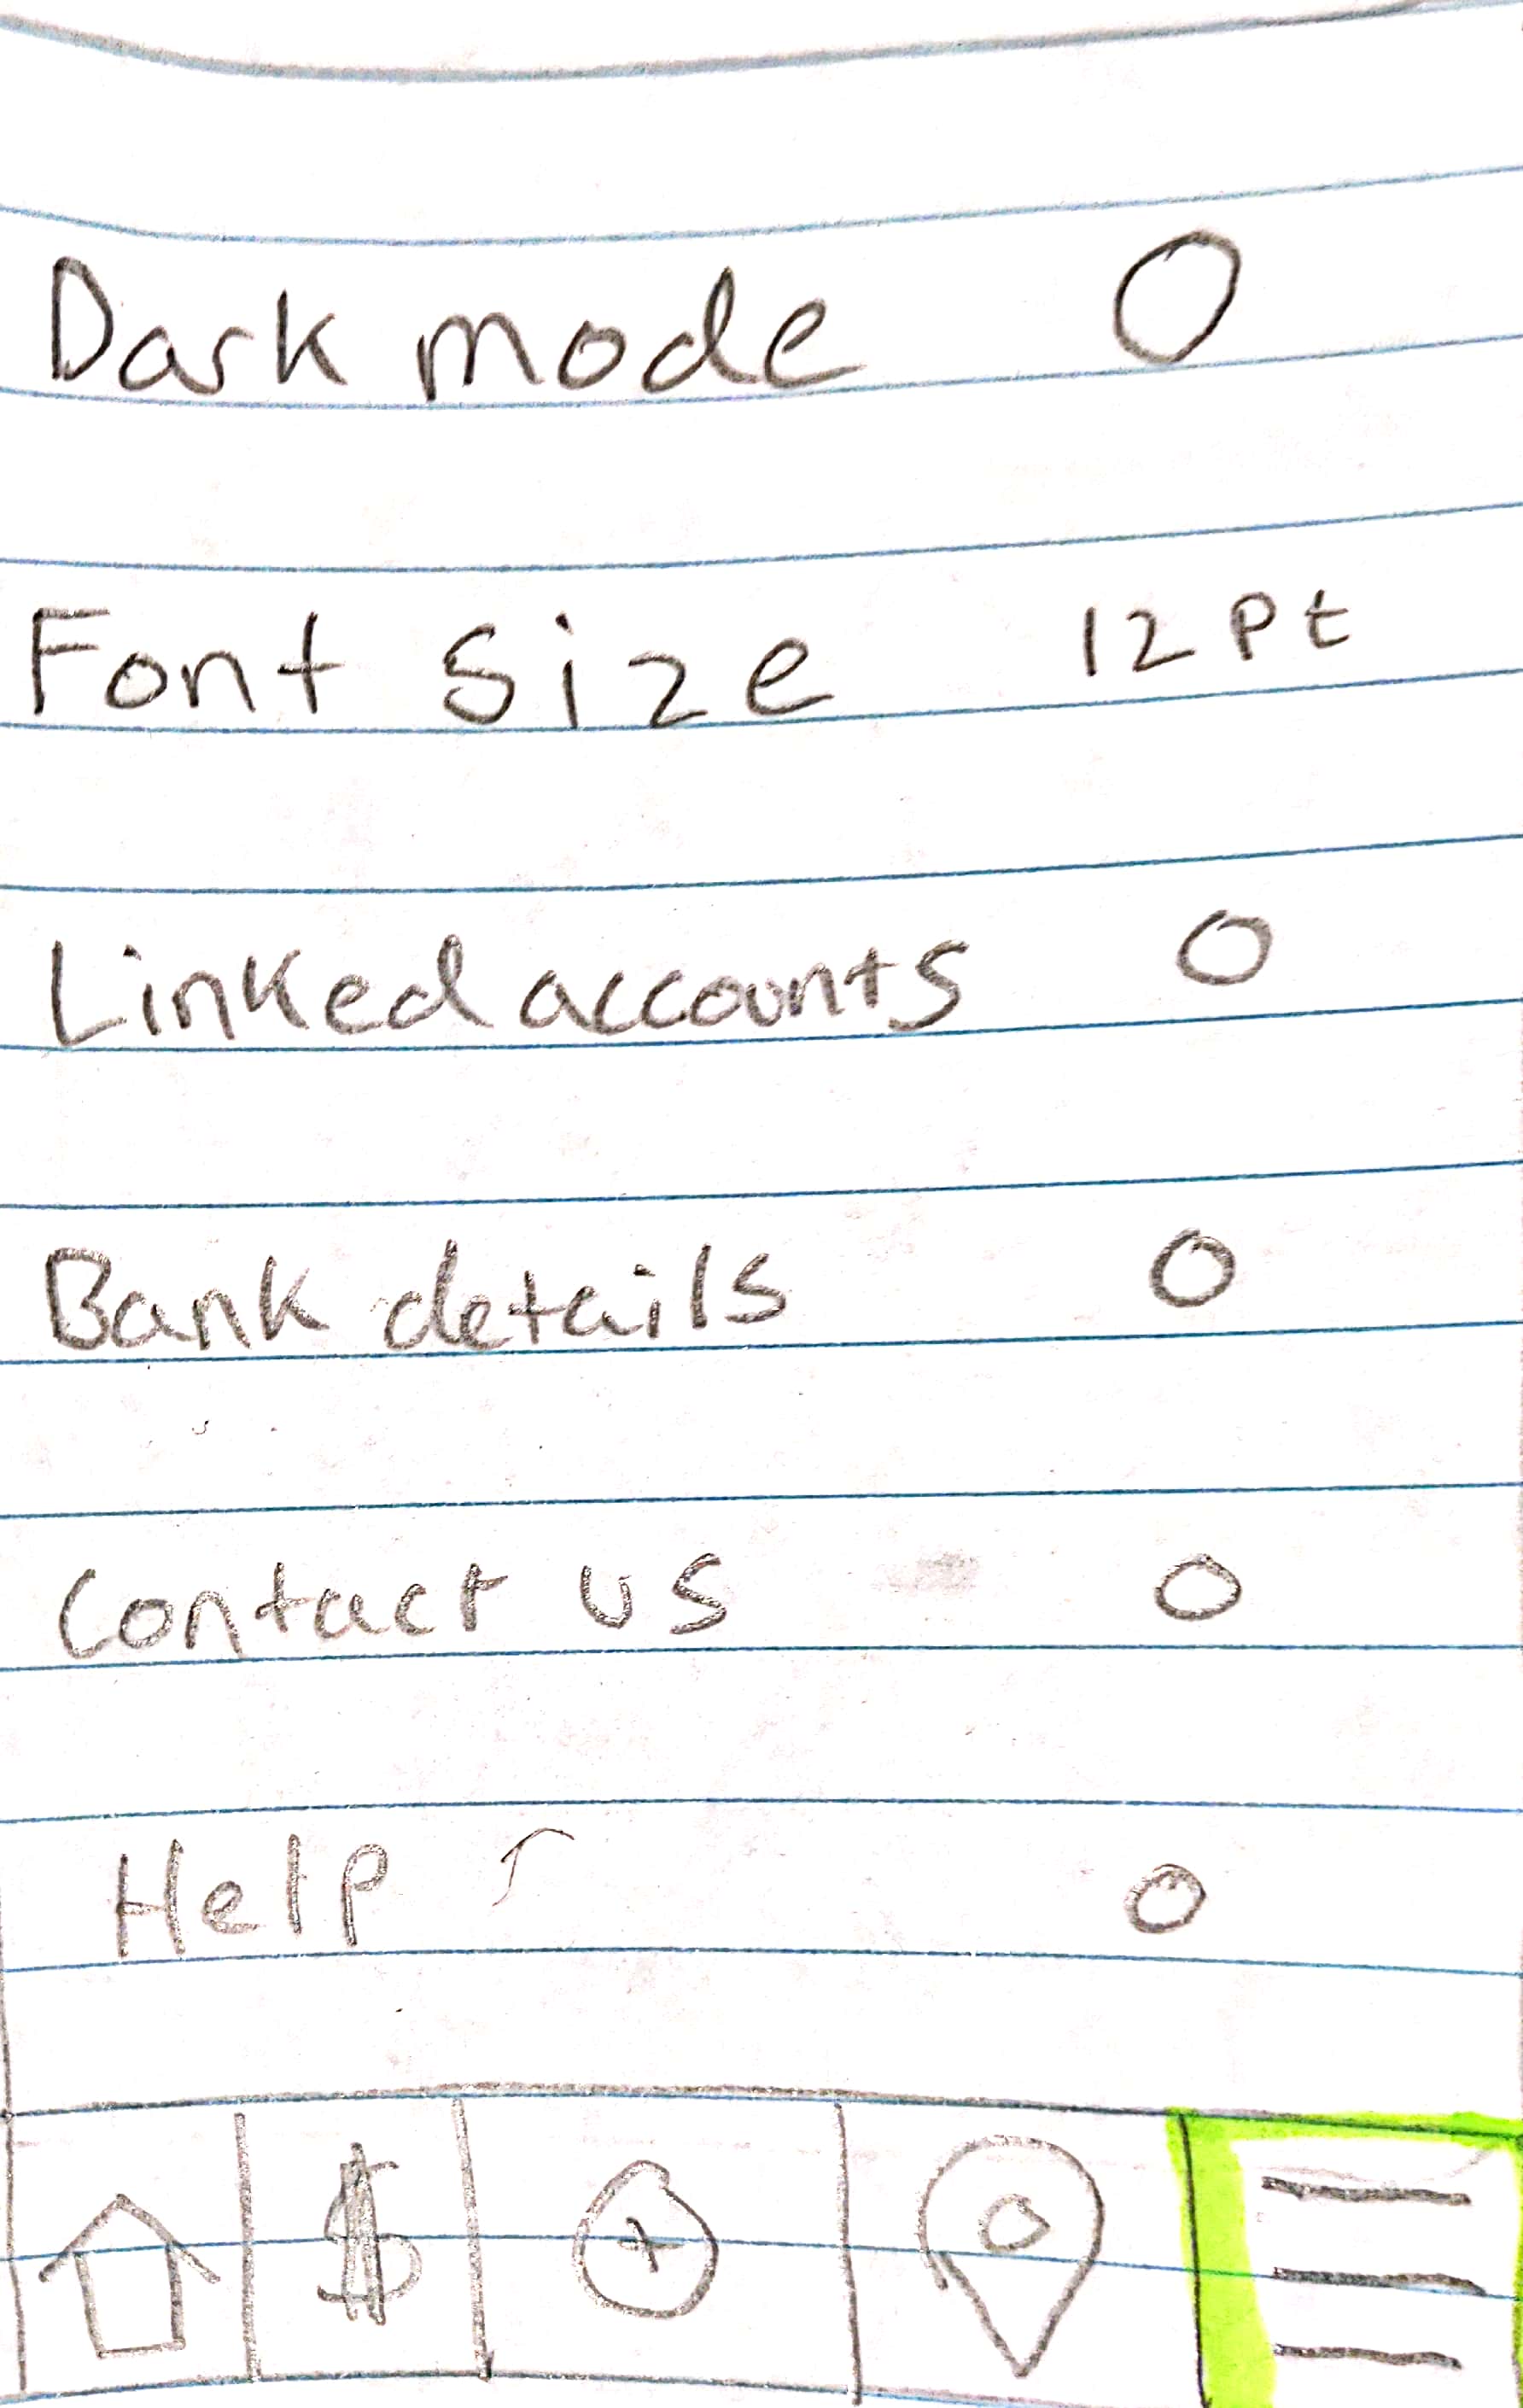 Dark mode
Font size 12 Pt
Linked accounts
Bank details
Contact us
Help
$